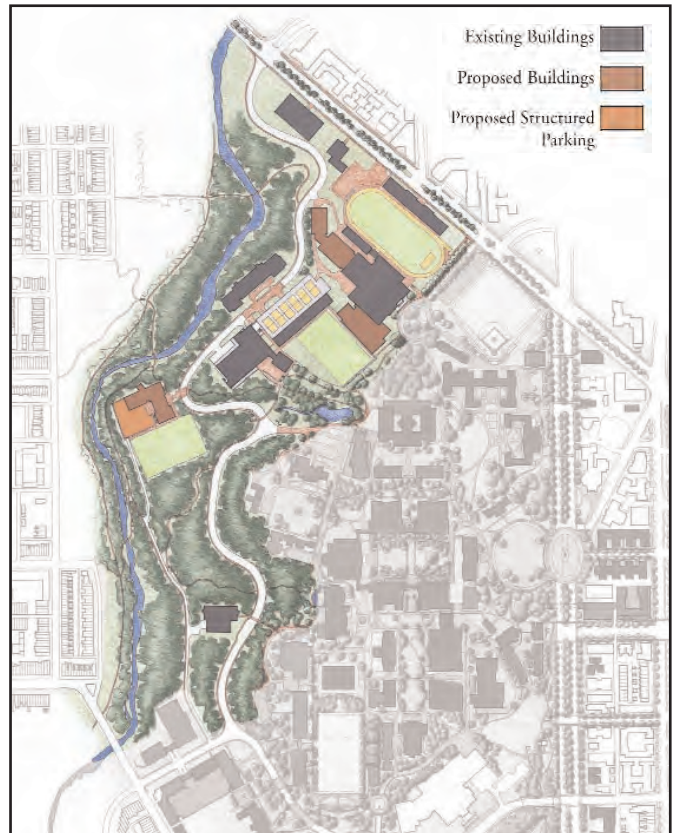 Existing Buildings
Proposed Buildings
Proposed Structured
Parking